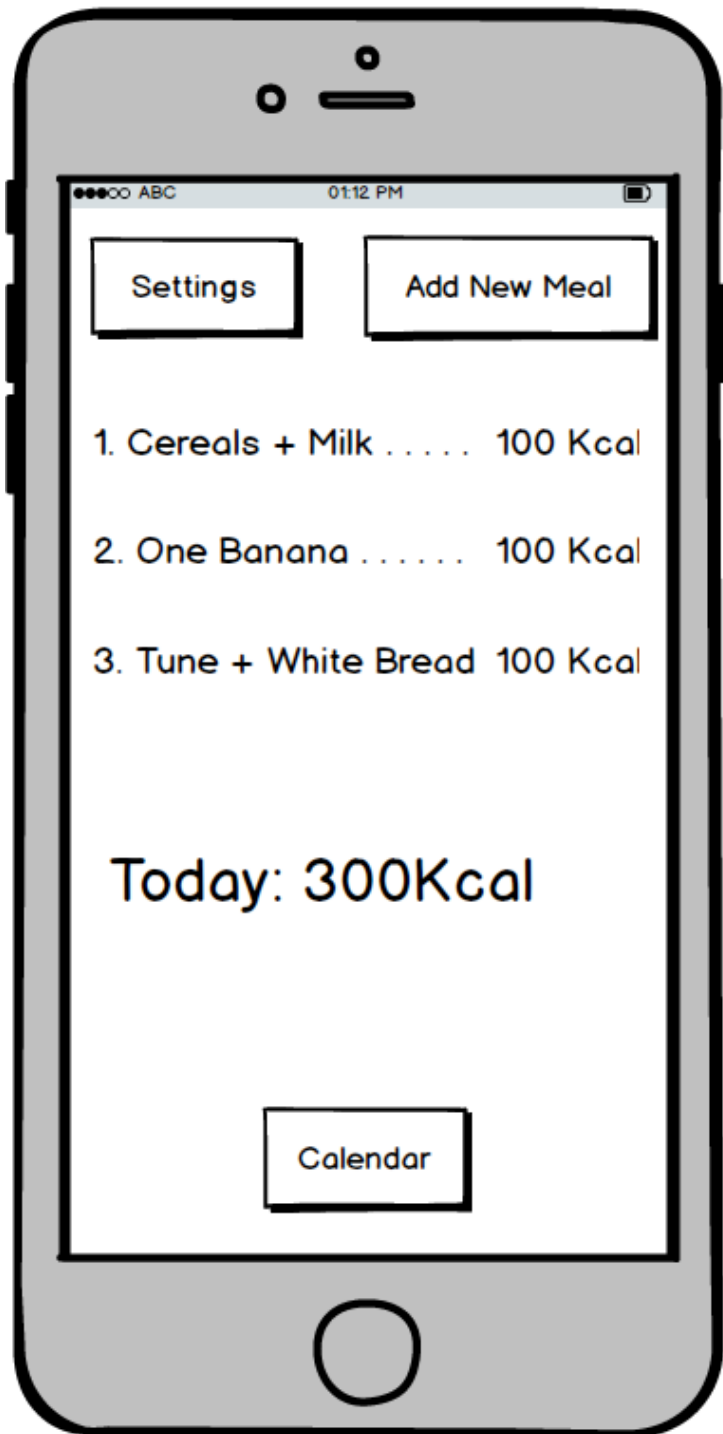 ABC 01:12 PM
Settings Add New Meal
1. Cereals + Milk . . . . . 100 Kcal
2. One Banana . . . . . . 100 Kcal
3. Tune + White Bread 100 Kcal
Today: 300Kcal
Calendar